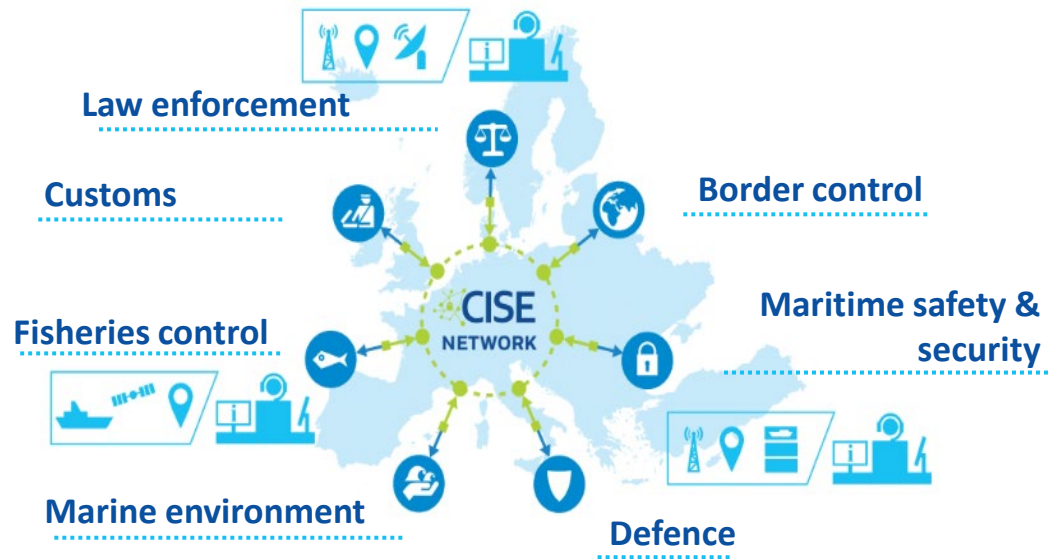 Law enforcement
Customs
Border control
CISE
NETWORK
Maritime safety &
security
Fisheries control
i
i
i
Marine environment
Defence